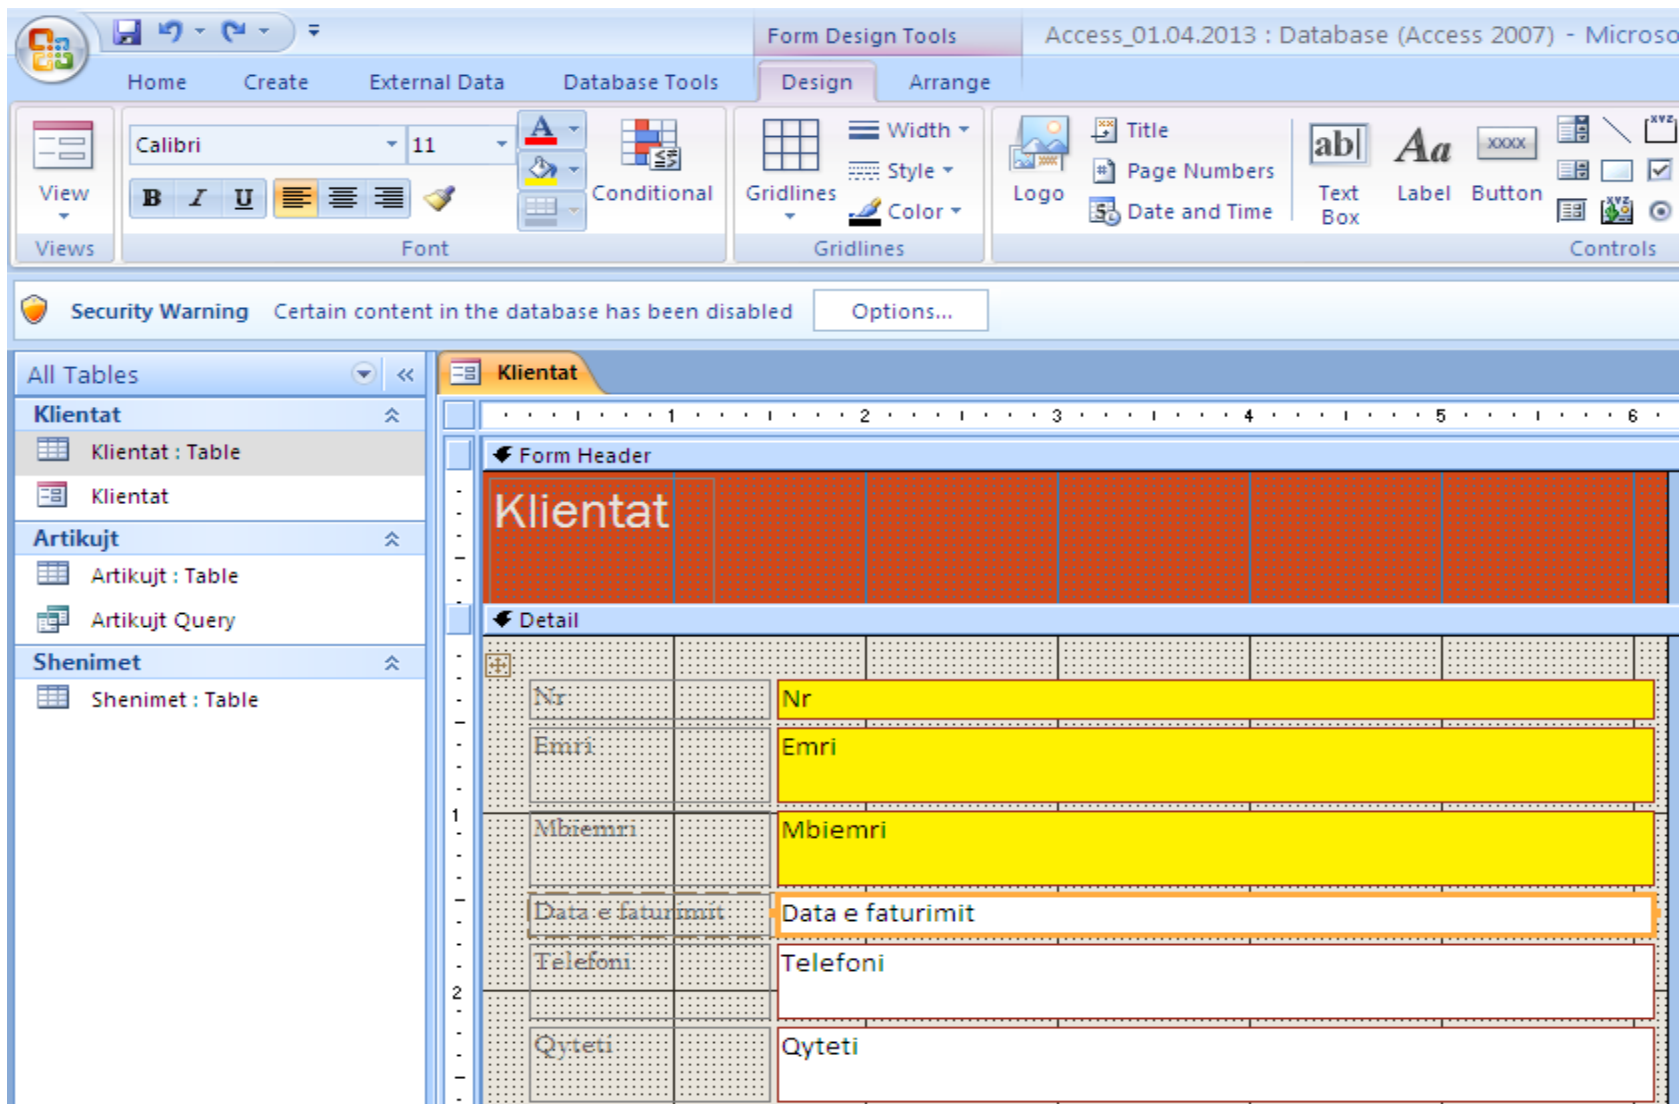 Form Design Tools
Access_01.04.2013 : Database (Access 2007) - Microso
Home Create External Data Database Tools Design Arrange
Calibri 11
Width
Title
View
B I U
Conditional
Gridlines
Style
Logo
Page Numbers
ab| Aa XXXX
Text Box
Label
Button
Color
Date and Time
Views Font Gridlines Controls
Security Warning Certain content in the database has been disabled Options...
All Tables
Klientat
Klientat : Table
Klientat
Artikujt
Artikujt : Table
Artikujt Query
Shenimet
Shenimet : Table
Klientat
1 2 3 4 5 6
Form Header
Klientat
Detail
Nr Nr
Emri Emri
1
Mbiemri Mbiemri
Data e faturimit Data e faturimit
Telefoni Telefoni
2
Qyteti Qyteti